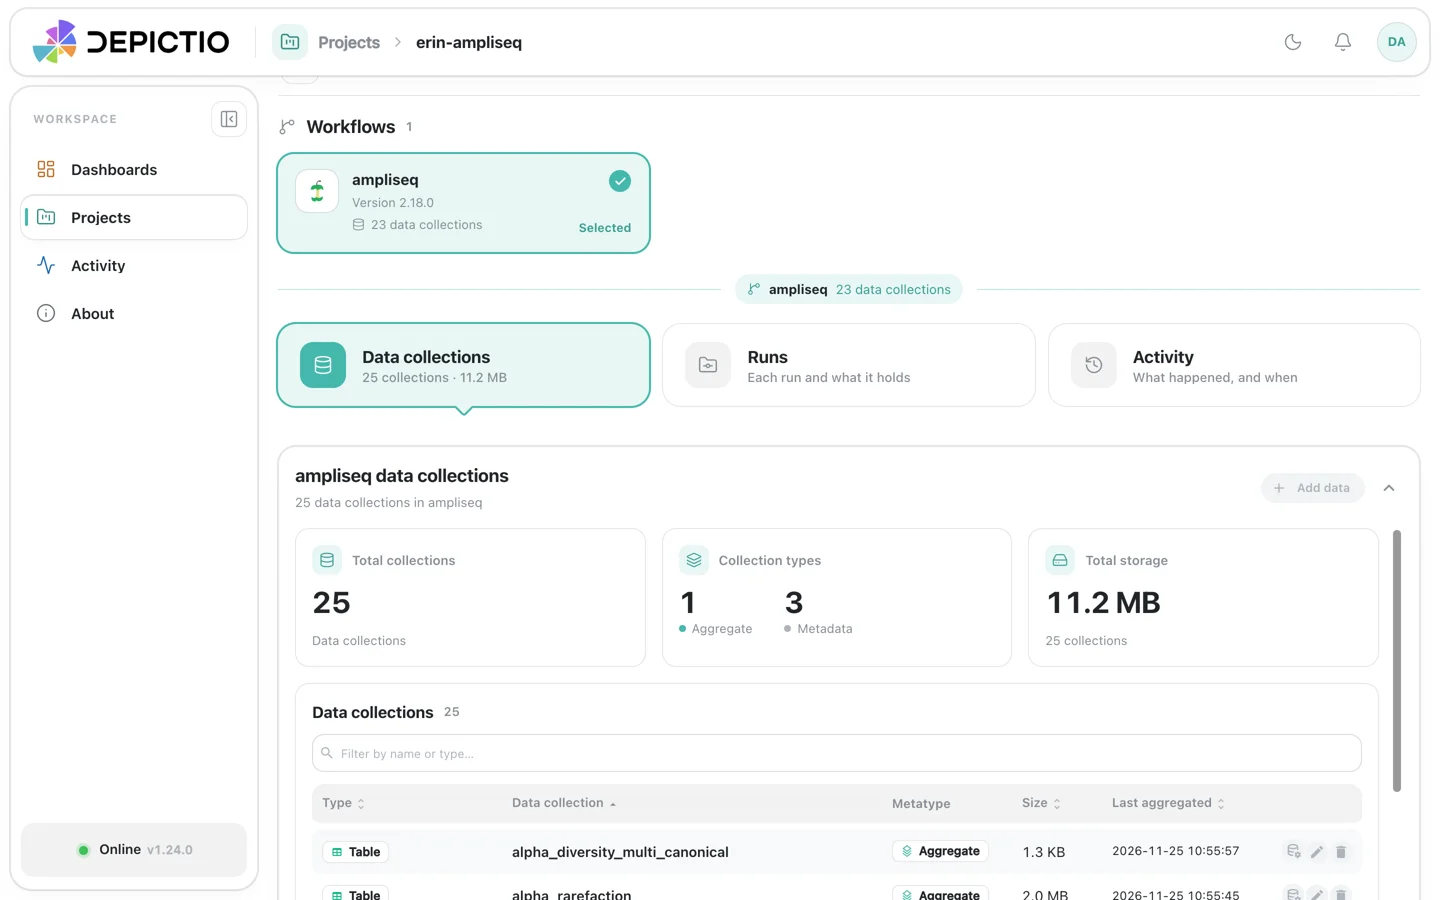 DEPICTIO
Projects > erin-ampliseq
DA
WORKSPACE
Dashboards
Projects
Activity
About
Online v1.24.0
Workflows 1
ampliseq
Version 2.18.0
23 data collections
Selected
ampliseq 23 data collections
Data collections
25 collections · 11.2 MB
Runs
Each run and what it holds
Activity
What happened, and when
ampliseq data collections
25 data collections in ampliseq
+ Add data
Total collections
25
Data collections
Collection types
1 3
Aggregate Metadata
Total storage
11.2 MB
25 collections
Data collections 25
Filter by name or type...
Type Data collection Metatype Size Last aggregated
Table alpha_diversity_multi_canonical Aggregate 1.3 KB 2026-11-25 10:55:57
Table alpha_rarefaction Aggregate 2.0 MB 2026-11-25 10:55:45